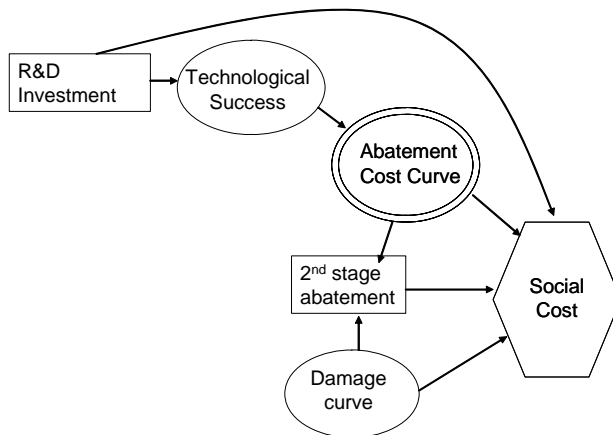 R&D
Investment
Technological
Success
Abatement
Cost Curve
2nd stage
abatement
Social
Cost
Damage
curve